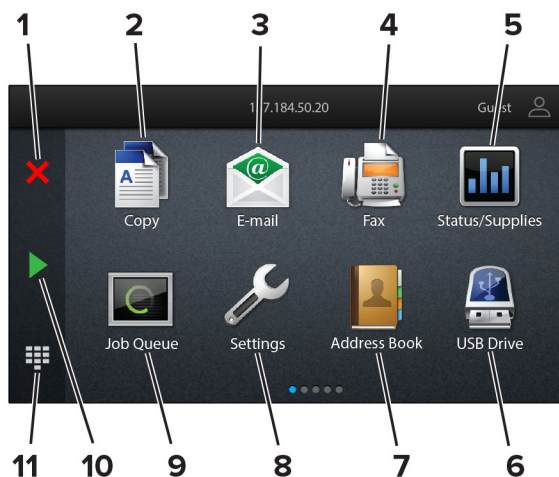 1 2 3 4 5
Guest
A
@
Copy E-mail Fax Status/Supplies
Job Queue Settings Address Book USB Drive
11 10 9 8 7 6